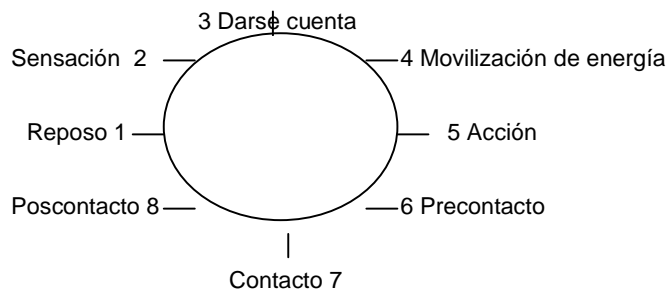 3 Darse cuenta
Sensación 2
4 Movilización de energía
Reposo 1
5 Acción
Poscontacto 8
6 Precontacto
Contacto 7